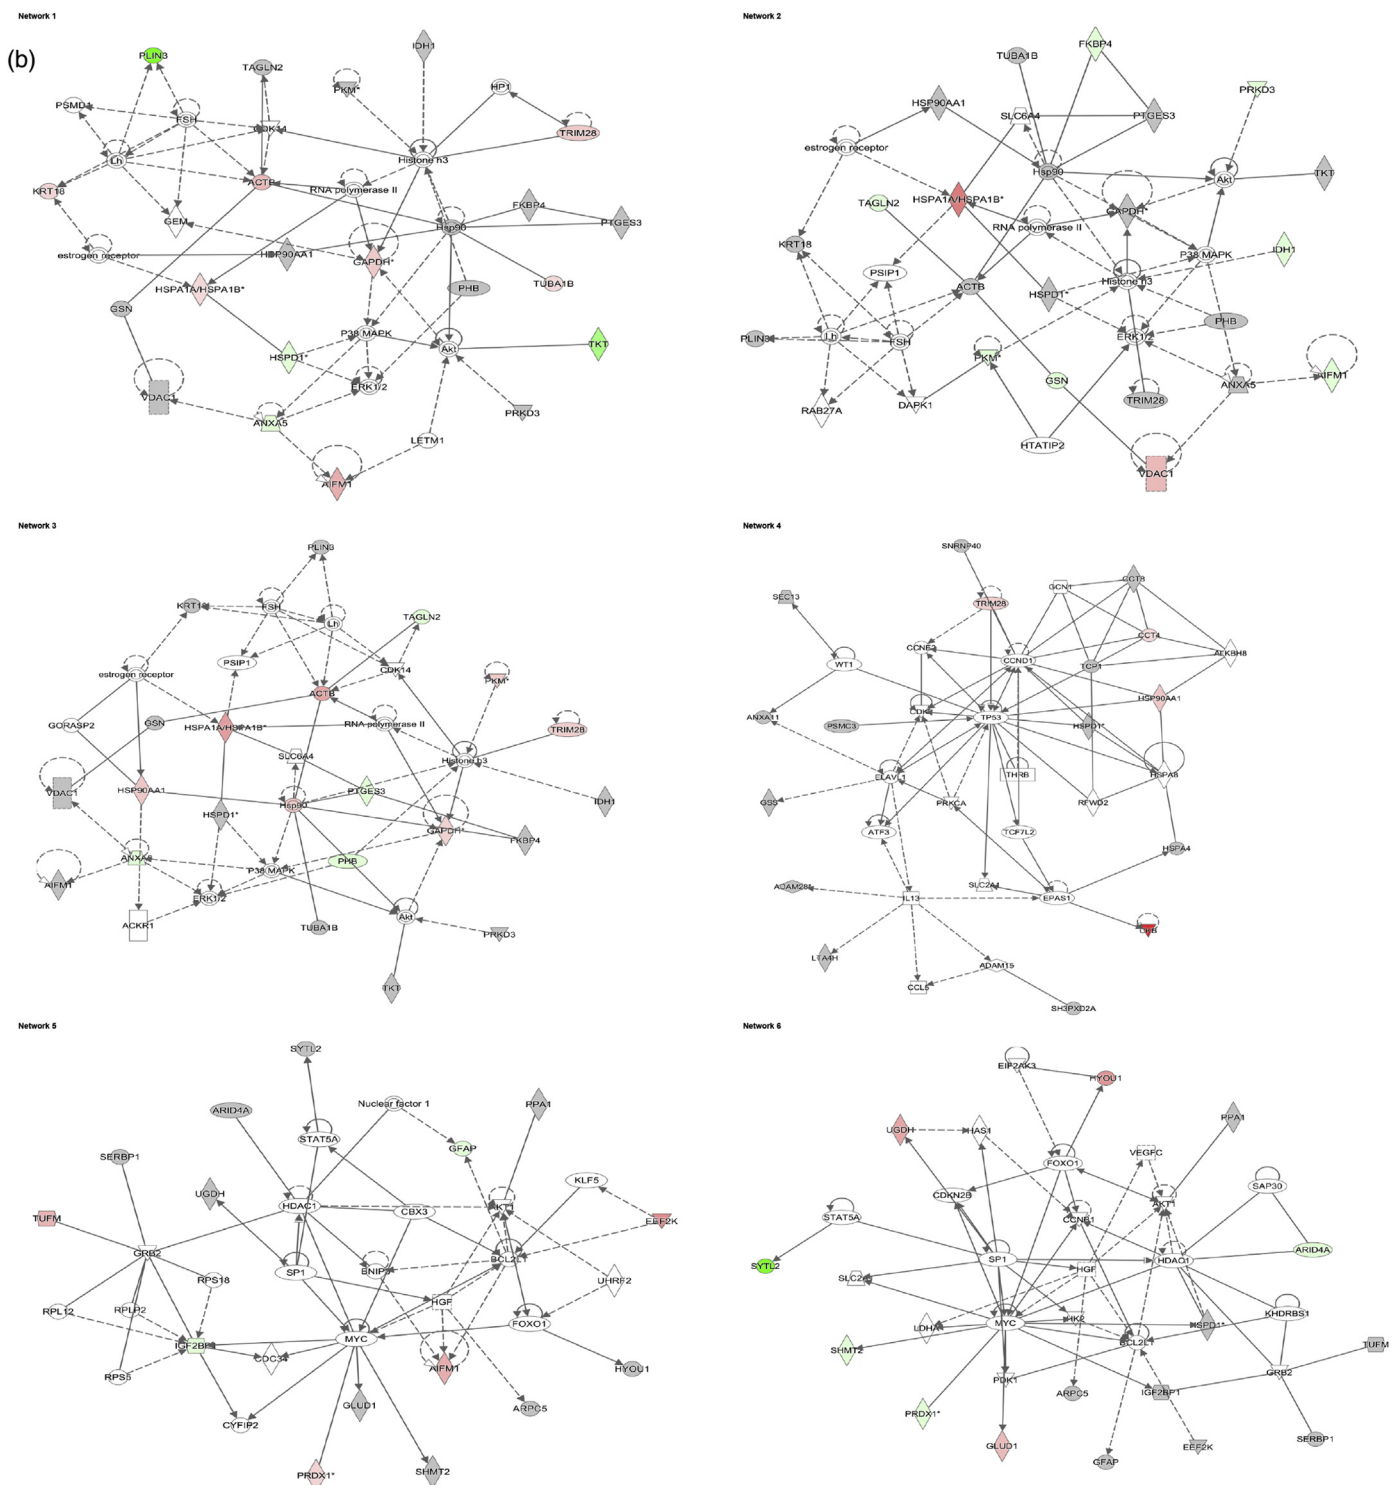 Network 1
(b)
PLIN3
TAGLN2
IDH1
PKM*
HP1
PSMD1
FSH
CDK14
TRIM28
Lh
Histone h3
KRT18
ACTB
RNA polymerase II
GEM
FKBP4
Hsp90
PTGES3
estrogen receptor
HSP90AA1
GAPDH*
HSPA1A/HSPA1B*
PHB
TUBA1B
GSN
P38 MAPK
HSPD1*
Akt
TKT
ERK1/2
VDAC1
ANXA5
PRKD3
LETM1
AIFM1
Network 2
FKBP4
TUBA1B
PRKD3
HSP90AA1
SLC6A4
PTGES3
estrogen receptor
Hsp90
Akt
TKT
TAGLN2
HSPA1A/HSPA1B*
GAPDH*
RNA polymerase II
KRT18
P38 MAPK
IDH1
PSIP1
ACTB
HSPD1*
Histone h3
PHB
PLIN3
Lh
FSH
ERK1/2
PKM*
GSN
ANXA5
AIFM1
RAB27A
DAPK1
TRIM28
HTATIP2
VDAC1
Network 3
PLIN3
KRT18
FSH
Lh
TAGLN2
PSIP1
CDK14
estrogen receptor
ACTB
PKM*
GORASP2
GSN
HSPA1A/HSPA1B*
RNA polymerase II
TRIM28
SLC6A4
Histone h3
VDAC1
HSP90AA1
Hsp90
PTGES3
IDH1
HSPD1*
GAPDH*
FKBP4
ANXA5
PHB
P38 MAPK
AIFM1
ERK1/2
ACKR1
Akt
TUBA1B
PRKD3
TKT
Network 4
SNRNP40
GCN1
CCT8
SEC13
TRIM28
CCT4
CCNE2
WT1
CCND1
TCP1
ALKBH8
HSP90AA1
ANXA11
PSMC3
TP53
HSPD1*
ELAVL1
THRB
HSPA8
GSS
PRKCA
RFWD2
ATF3
TCF7L2
HSPA4
ADAM28*
SLC2A1
IL13
EPAS1
LTA4H
ADAM15
CCL5
SH3PXD2A
Network 5
SYTL2
ARID4A
Nuclear factor 1
PPA1
STAT5A
GFAP
SERBP1
UGDH
KLF5
HDAC1
CBX3
AKT1
TUFM
EEF2K
GRB2
BCL2L1
SP1
BNIP3
RPS18
UHRF2
RPL12
RPLP2
HGF
FOXO1
IGF2BP1
MYC
CDC34
AIFM1
HYOU1
RPS5
GLUD1
ARPC5
CYFIP2
PRDX1*
SHMT2
Network 6
EIF2AK3
HYOU1
UGDH
HAS1
PPA1
VEGFC
FOXO1
SAP30
CDKN2B
AKT1
STAT5A
CCNB1
ARID4A
SYTL2
SP1
HDAC1
HGF
KHDRBS1
LDHA
MYC
HK2
HSPD1*
SHMT2
BCL2L1
TUFM
PDK1
GRB2
ARPC5
IGF2BP1
PRDX1*
GLUD1
GFAP
EEF2K
SERBP1